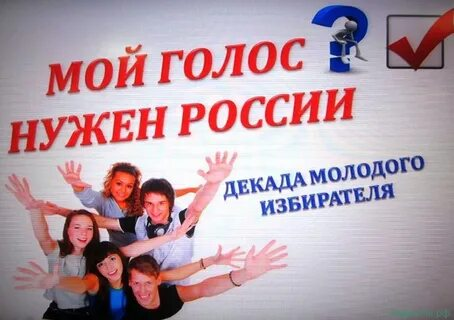 МОЙ ГОЛОС
НУЖЕН РОССИИ
?
ДЕКАДА МОЛОДОГО
ИЗБИРАТЕЛЯ